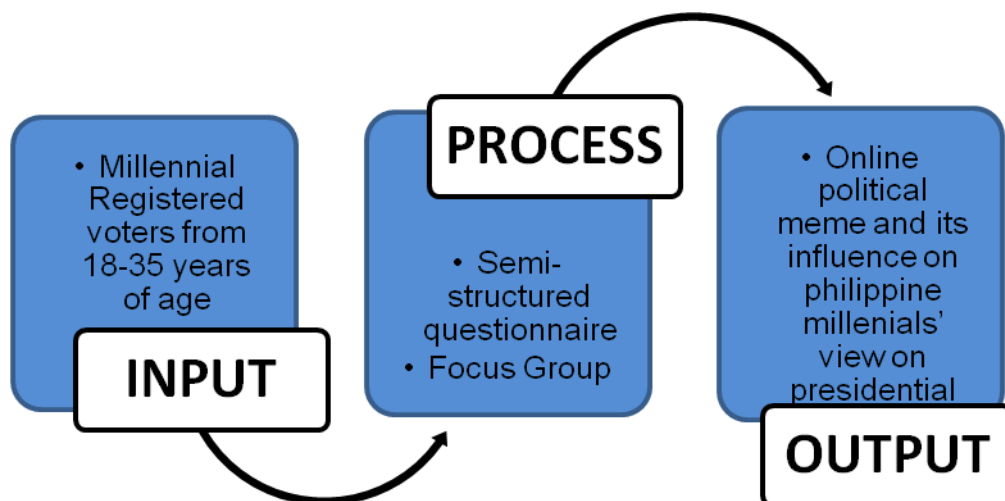 • Millennial
Registered
voters from
18-35 years
of age
INPUT
PROCESS
• Semi-
structured
questionnaire
• Focus Group
• Online
political
meme and its
influence on
philippine
millenials'
view on
presidential
OUTPUT